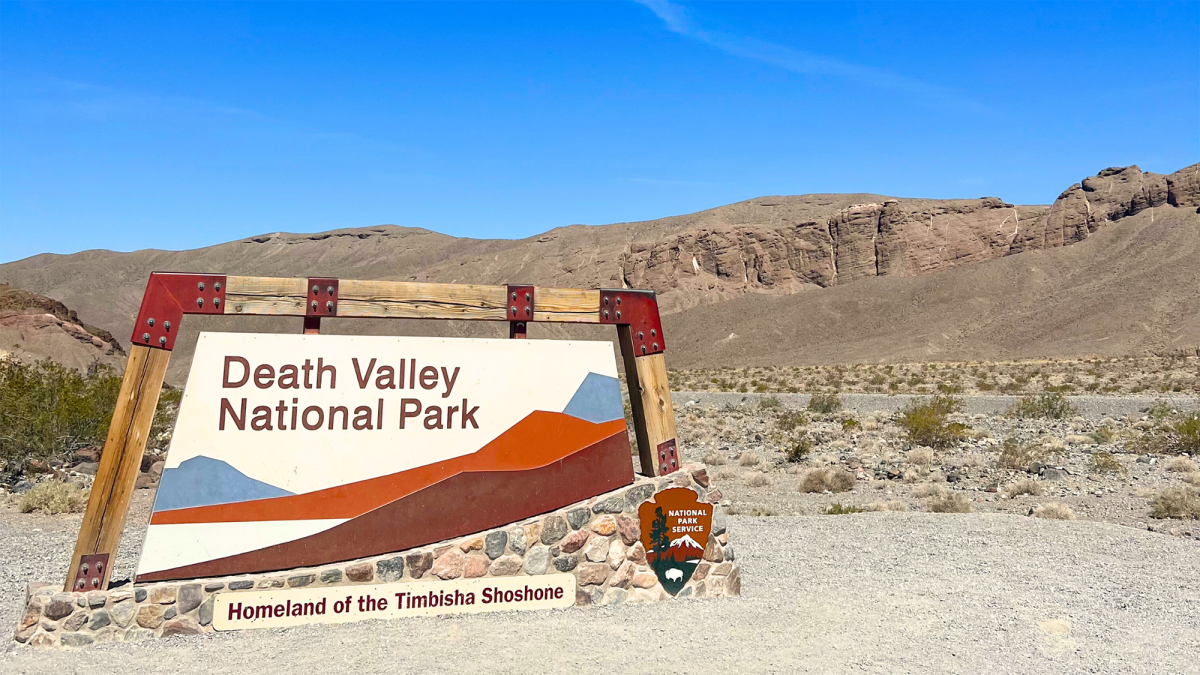 Death Valley
National Park
NATIONAL
PARK
SERVICE
Homeland of the Timbisha Shoshone